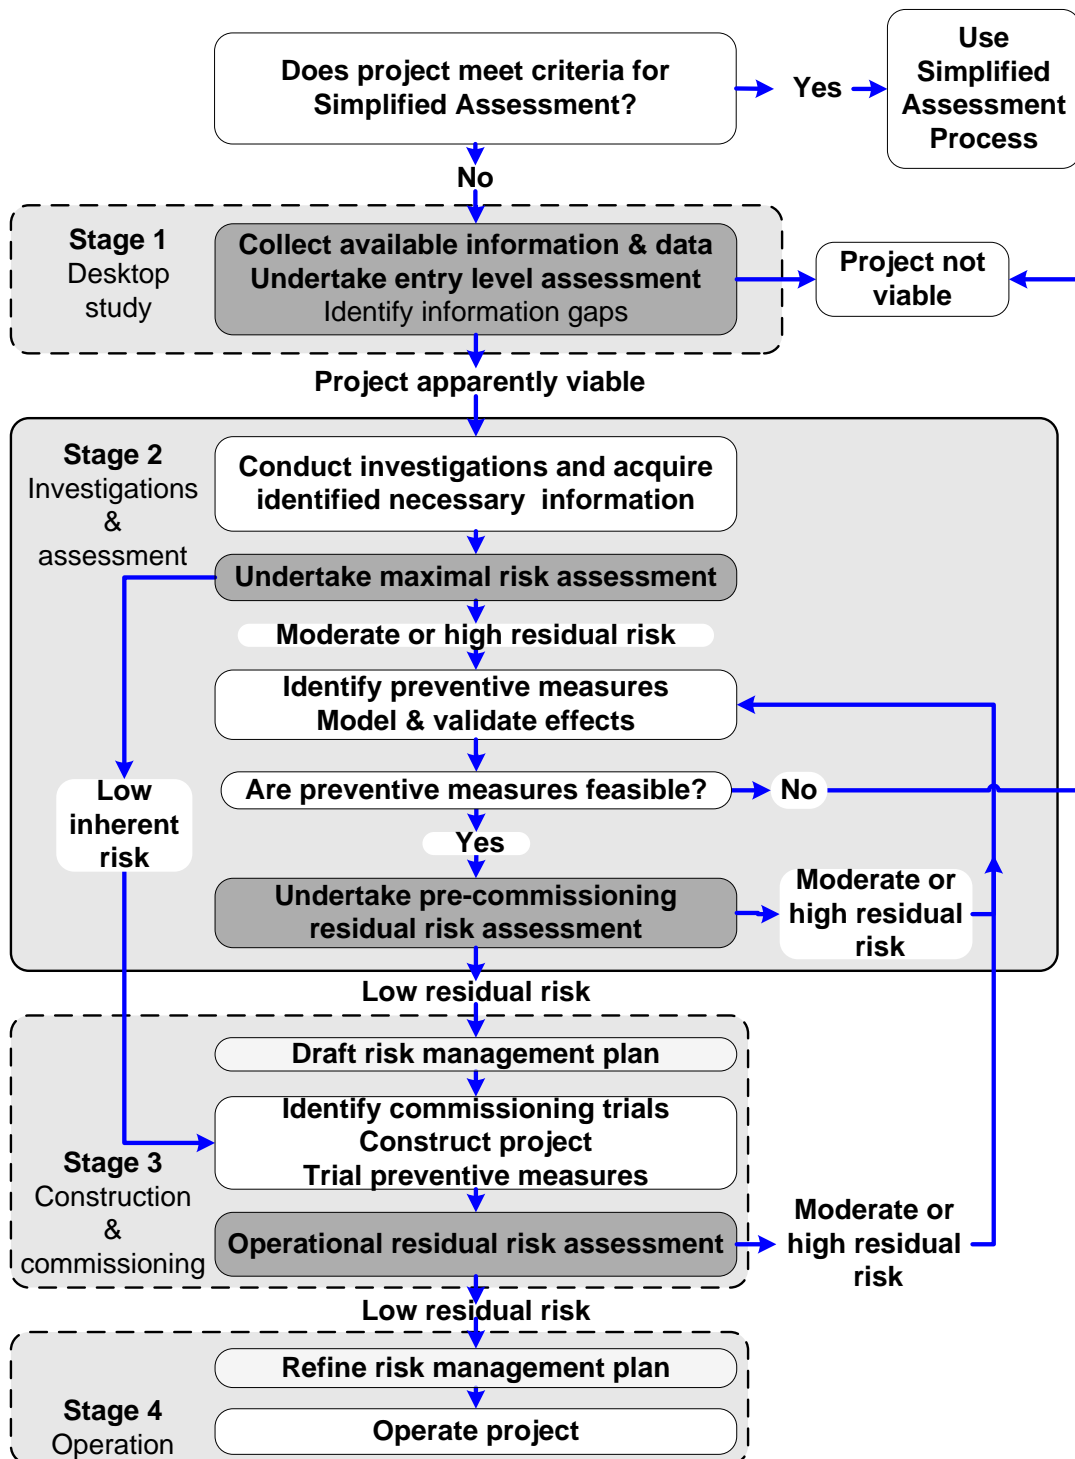 Does project meet criteria for
Simplified Assessment?
Yes
Use
Simplified
Assessment
Process
No
Stage 1
Desktop
study
Collect available information & data
Undertake entry level assessment
Identify information gaps
Project not
viable
Project apparently viable
Stage 2
Investigations
&
assessment
Conduct investigations and acquire
identified necessary information
Undertake maximal risk assessment
Moderate or high residual risk
Identify preventive measures
Model & validate effects
Low
inherent
risk
Are preventive measures feasible?
No
Yes
Undertake pre-commissioning
residual risk assessment
Moderate or
high residual
risk
Low residual risk
Draft risk management plan
Stage 3
Construction
&
commissioning
Identify commissioning trials
Construct project
Trial preventive measures
Operational residual risk assessment
Moderate or
high residual
risk
Low residual risk
Stage 4
Operation
Refine risk management plan
Operate project